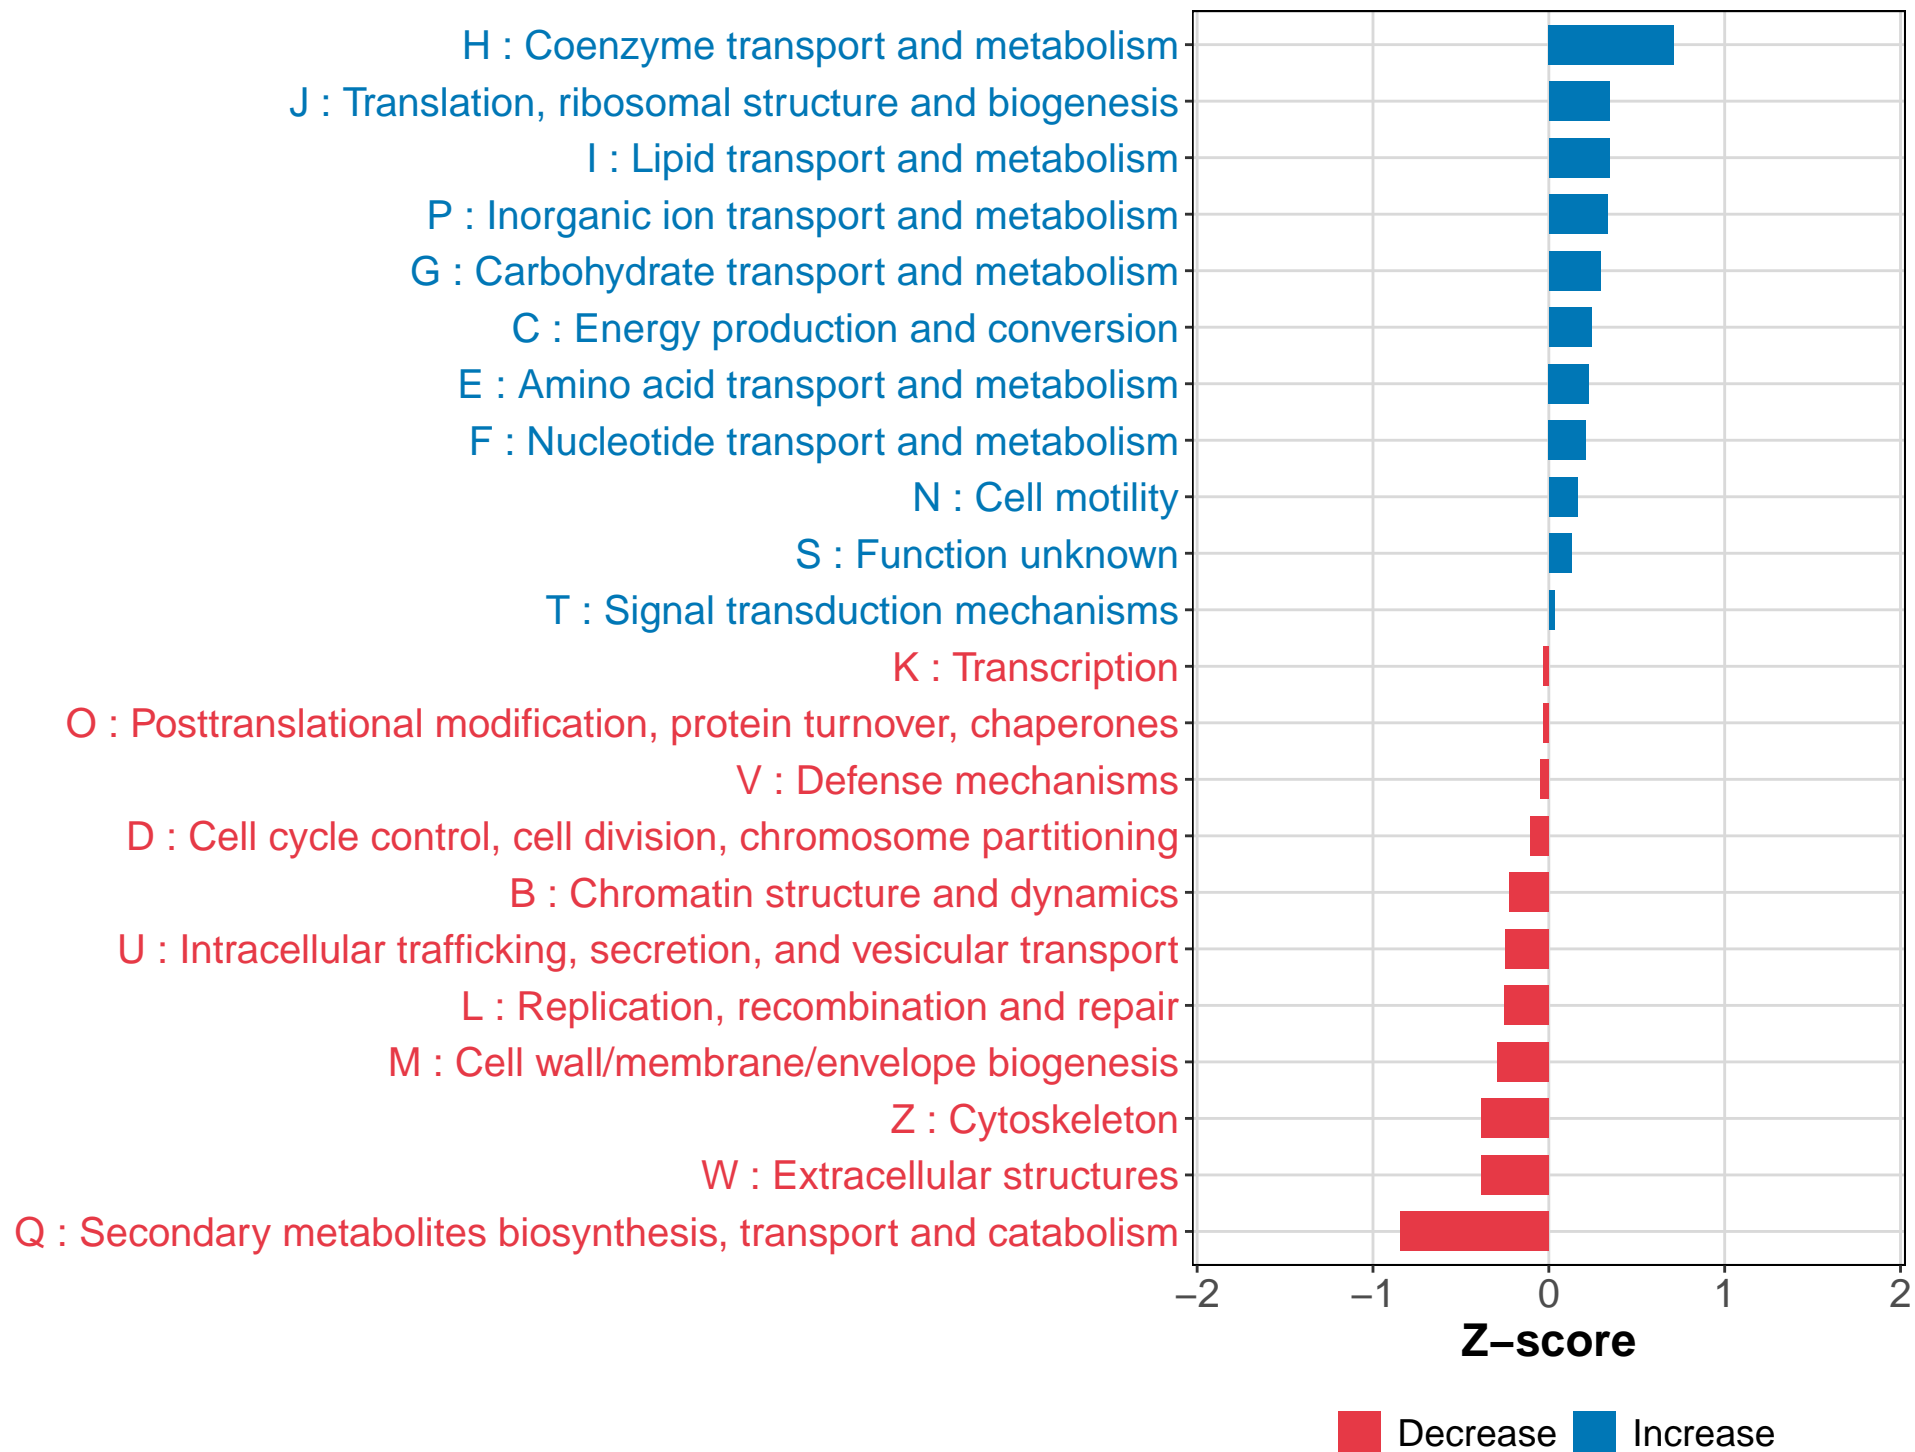 H : Coenzyme transport and metabolism
J : Translation, ribosomal structure and biogenesis
I : Lipid transport and metabolism
P : Inorganic ion transport and metabolism
G : Carbohydrate transport and metabolism
C : Energy production and conversion
E : Amino acid transport and metabolism
F : Nucleotide transport and metabolism
N : Cell motility
S : Function unknown
T : Signal transduction mechanisms
K : Transcription
O : Posttranslational modification, protein turnover, chaperones
V : Defense mechanisms
D : Cell cycle control, cell division, chromosome partitioning
B : Chromatin structure and dynamics
U : Intracellular trafficking, secretion, and vesicular transport
L : Replication, recombination and repair
M : Cell wall/membrane/envelope biogenesis
Z : Cytoskeleton
W : Extracellular structures
Q : Secondary metabolites biosynthesis, transport and catabolism
−2 −1 0 1 2
Z−score
Decrease Increase